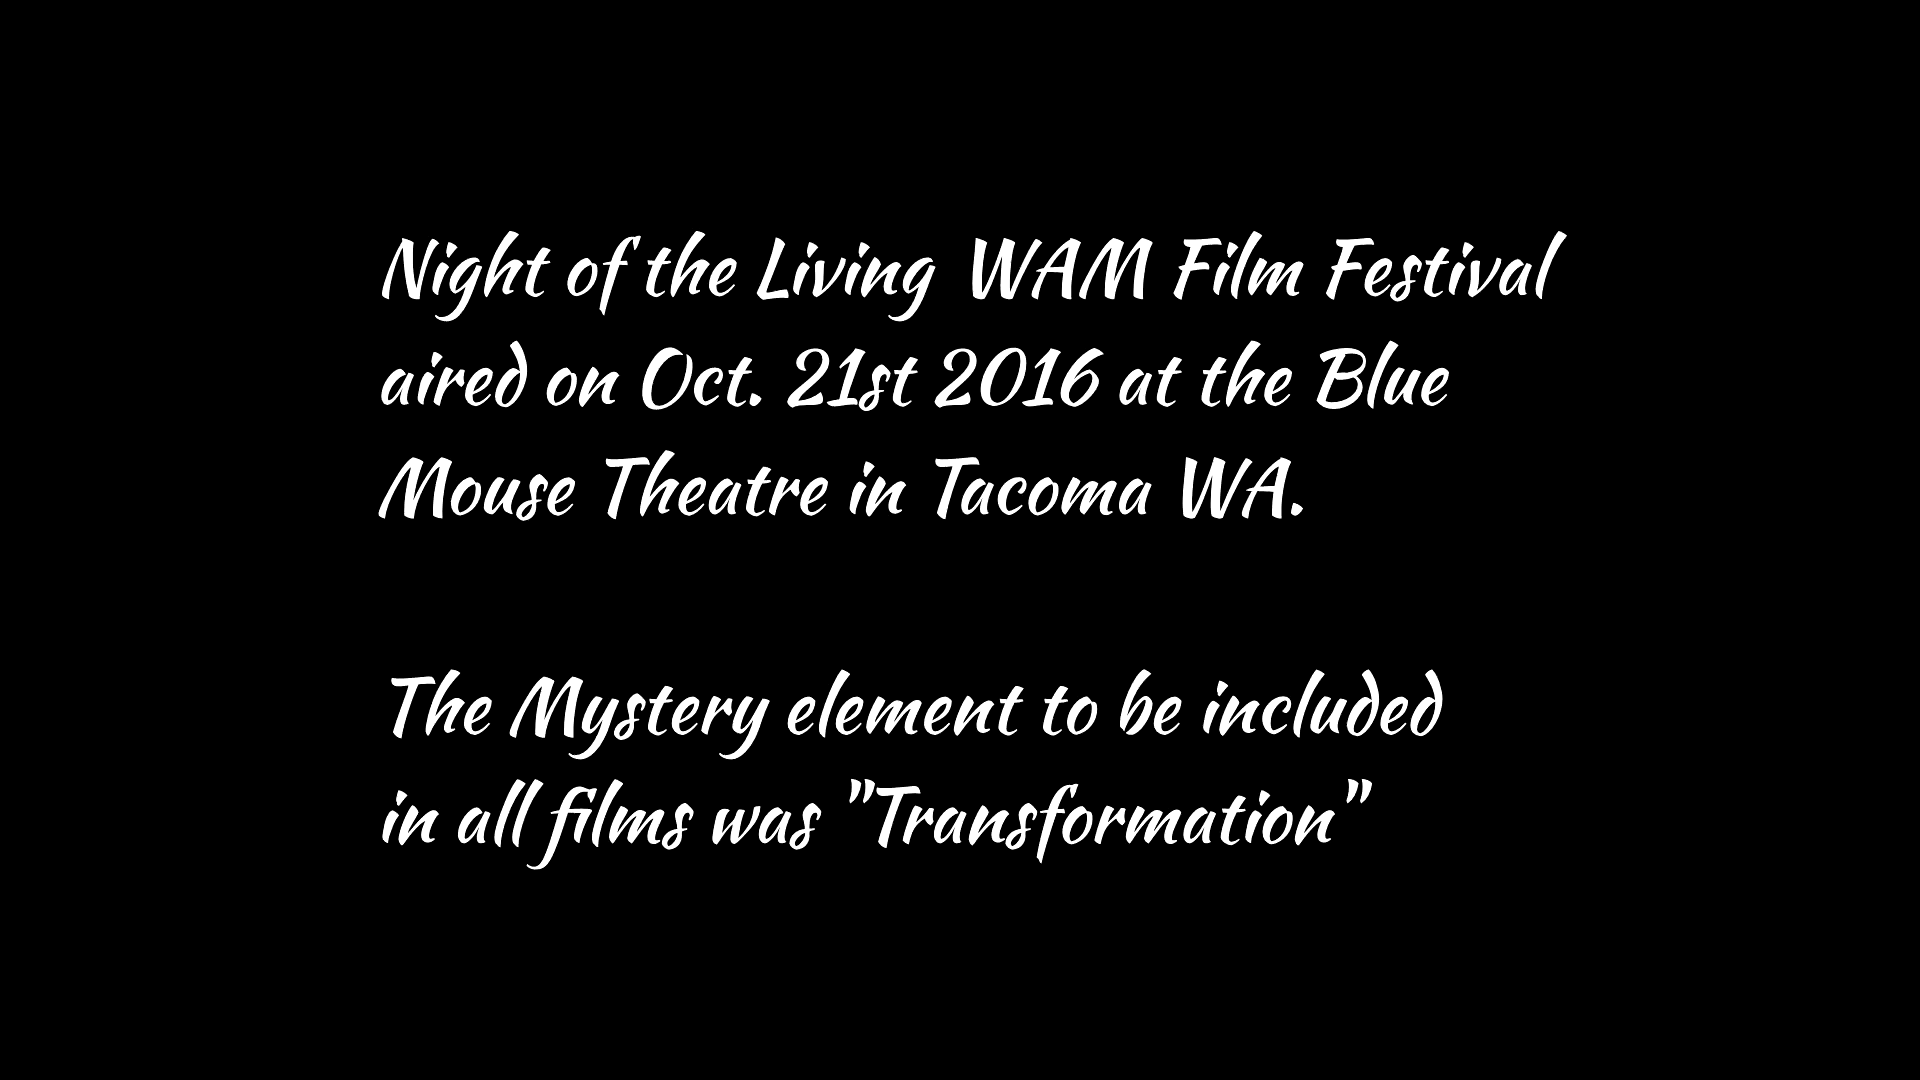 Night of the Living WAM Film Festival
aired on Oct. 21st 2016 at the Blue
Mouse Theatre in Tacoma WA.
The Mystery element to be included
in all films was "Transformation"